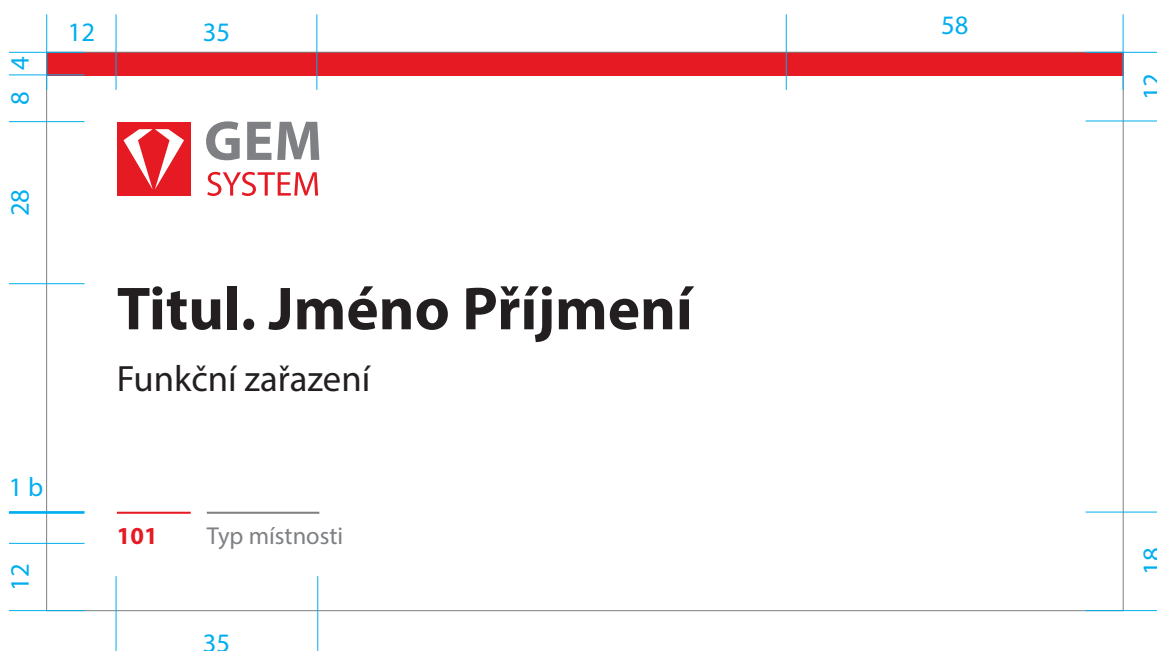 12 35 58
4
8
12
28
GEM
SYSTEM
Titul. Jméno Příjmení
Funkční zařazení
1 b
101 Typ místnosti
12
18
35